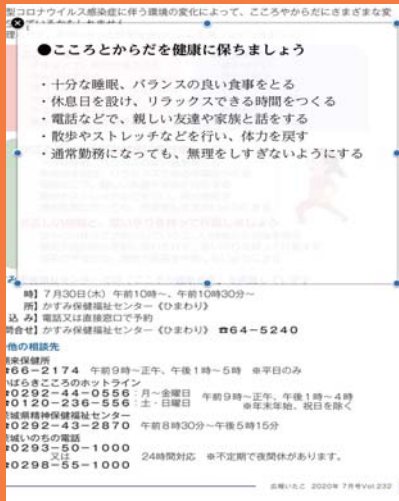 型コロナウイルス感染症に伴う環境の変化によって、こころやからだにさまざまな変
●こころとからだを健康に保ちましょう
・十分な睡眠、バランスの良い食事をとる
・休息日を設け、リラックスできる時間をつくる
・電話などで、親しい友達や家族と話をする
・散歩やストレッチなどを行い、体力を戻す
・通常勤務になっても、無理をしすぎないようにする
時】7月30日(木) 午前10時~、午前10時30分~
所】かすみ保健福祉センター《ひまわり》
込 み】電話又は直接窓口で予約
問合せ】かすみ保健福祉センター《ひまわり》 ☎64-5240
他の相談先
来保健所
☎66-2174 午前9時~正午、午後1時~5時 ※平日のみ
いばらきこころのホットライン
☎0292-44-0556:月~金曜日 午前9時~正午、午後1時~4時
☎0120-236-556:土・日曜日 ※年末年始、祝日を除く
茨城県精神保健福祉センター
☎0292-43-2870 午前8時30分~午後5時15分
茨城いのちの電話
☎0293-50-1000
又は 24時間対応 ※不定期で夜間休があります。
☎0298-55-1000
広報いたこ 2020年 7月号Vol.232